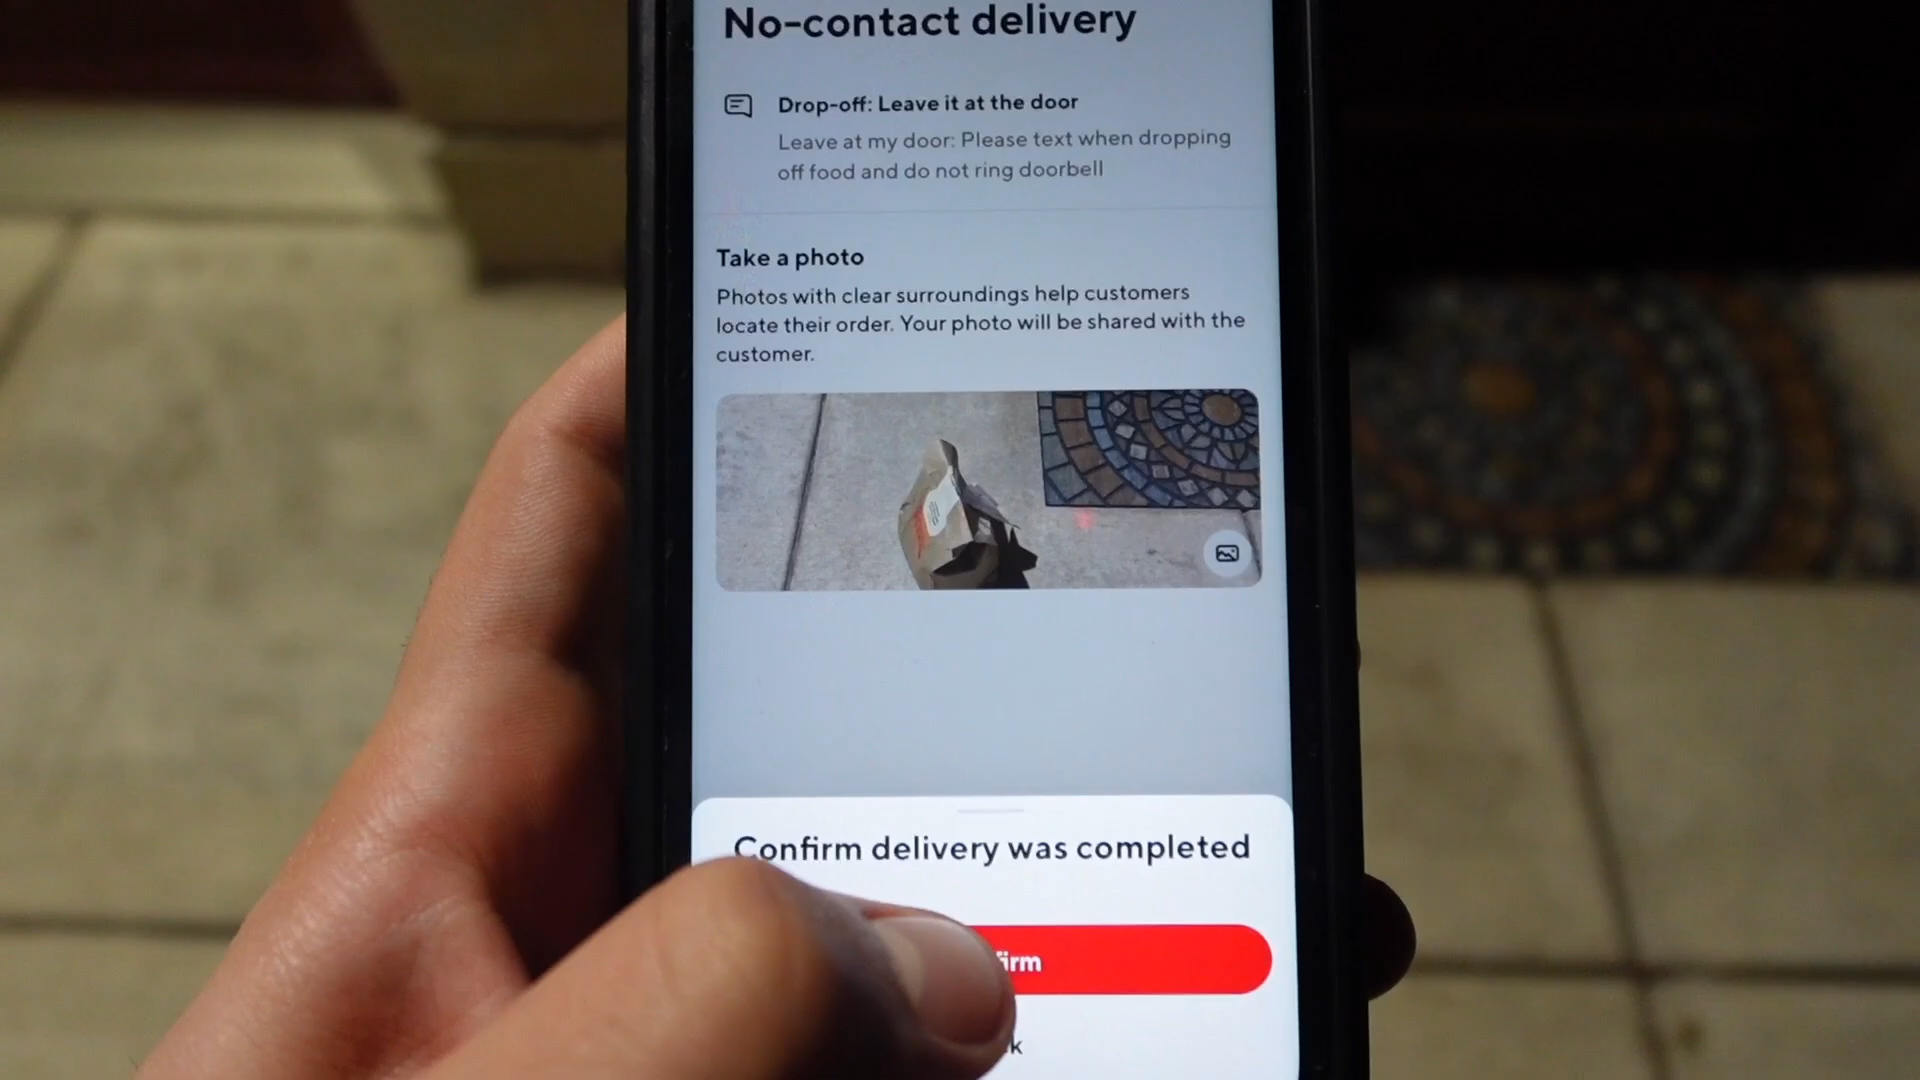 No-contact delivery
Drop-off: Leave it at the door
Leave at my door: Please text when dropping
off food and do not ring doorbell
Take a photo
Photos with clear surroundings help customers
locate their order. Your photo will be shared with the
customer.
Confirm delivery was completed